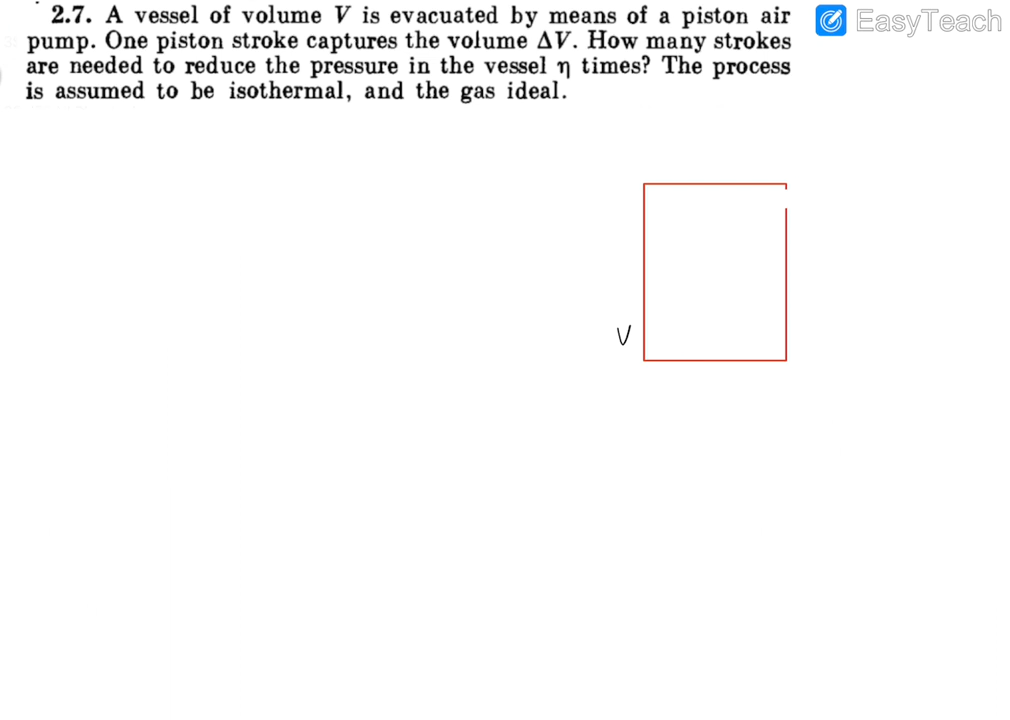 2.7. A vessel of volume V is evacuated by means of a piston air
pump. One piston stroke captures the volume ΔV. How many strokes
are needed to reduce the pressure in the vessel η times? The process
is assumed to be isothermal, and the gas ideal.
EasyTeach
V